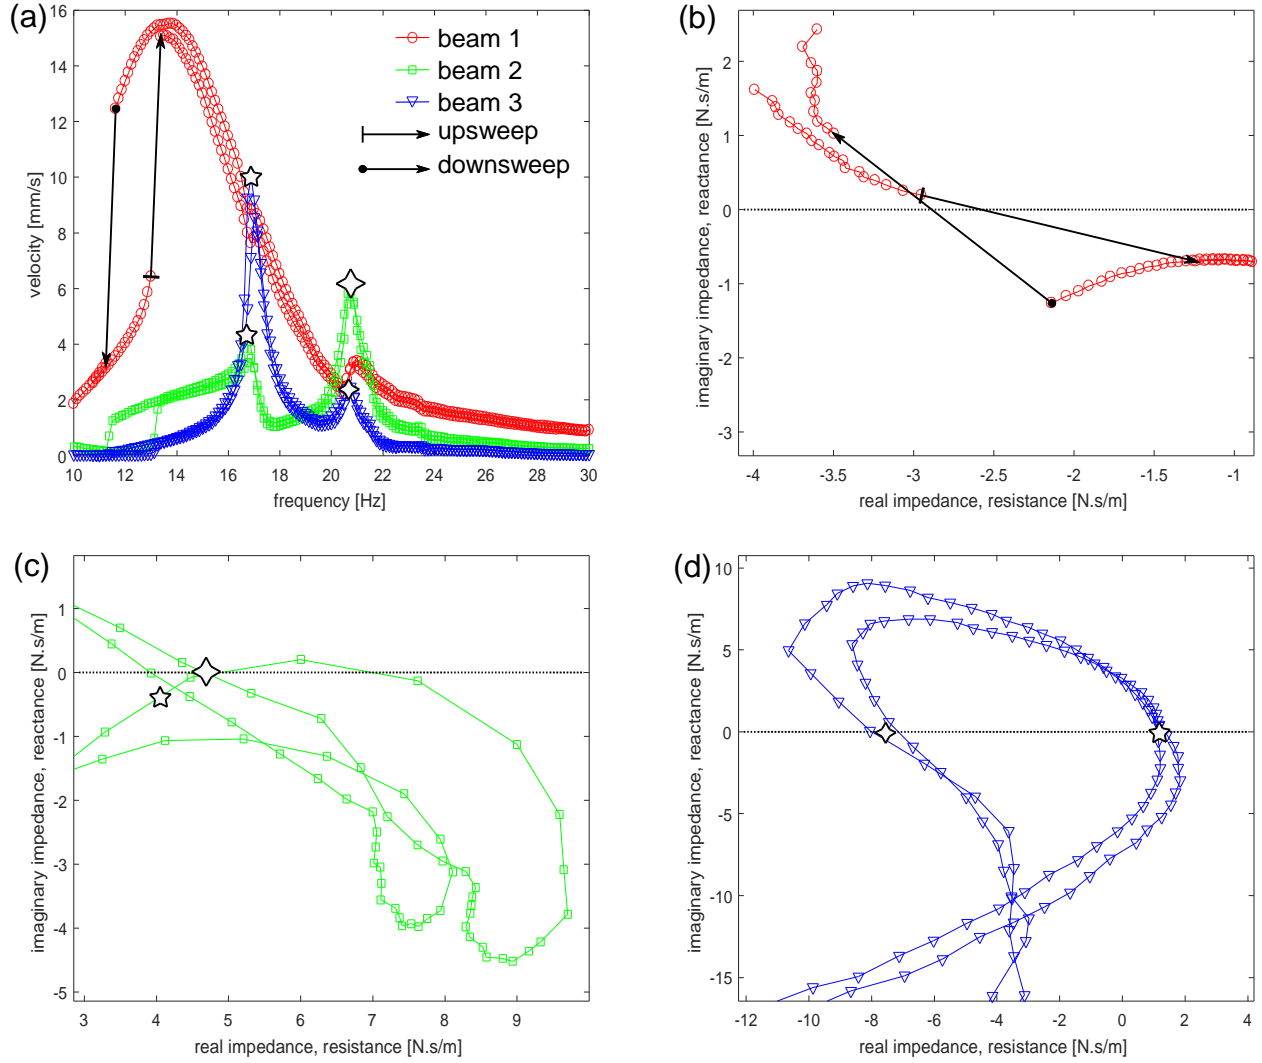 (a)
16
14
12
10
8
6
4
2
0
velocity [mm/s]
10 12 14 16 18 20 22 24 26 28 30
frequency [Hz]
beam 1
beam 2
beam 3
upsweep
downsweep
(b)
2
1
0
-1
-2
-3
imaginary impedance, reactance [N.s/m]
-4 -3.5 -3 -2.5 -2 -1.5 -1
real impedance, resistance [N.s/m]
(c)
1
0
-1
-2
-3
-4
-5
imaginary impedance, reactance [N.s/m]
3 4 5 6 7 8 9
real impedance, resistance [N.s/m]
(d)
10
5
0
-5
-10
-15
imaginary impedance, reactance [N.s/m]
-12 -10 -8 -6 -4 -2 0 2 4
real impedance, resistance [N.s/m]